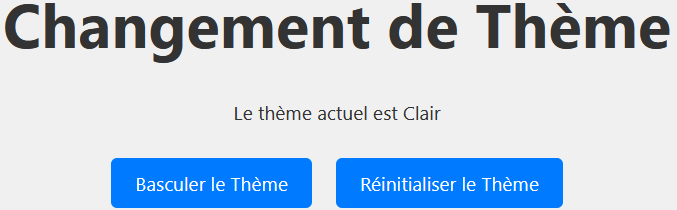 Changement de Thème
Le thème actuel est Clair
Basculer le Thème
Réinitialiser le Thème